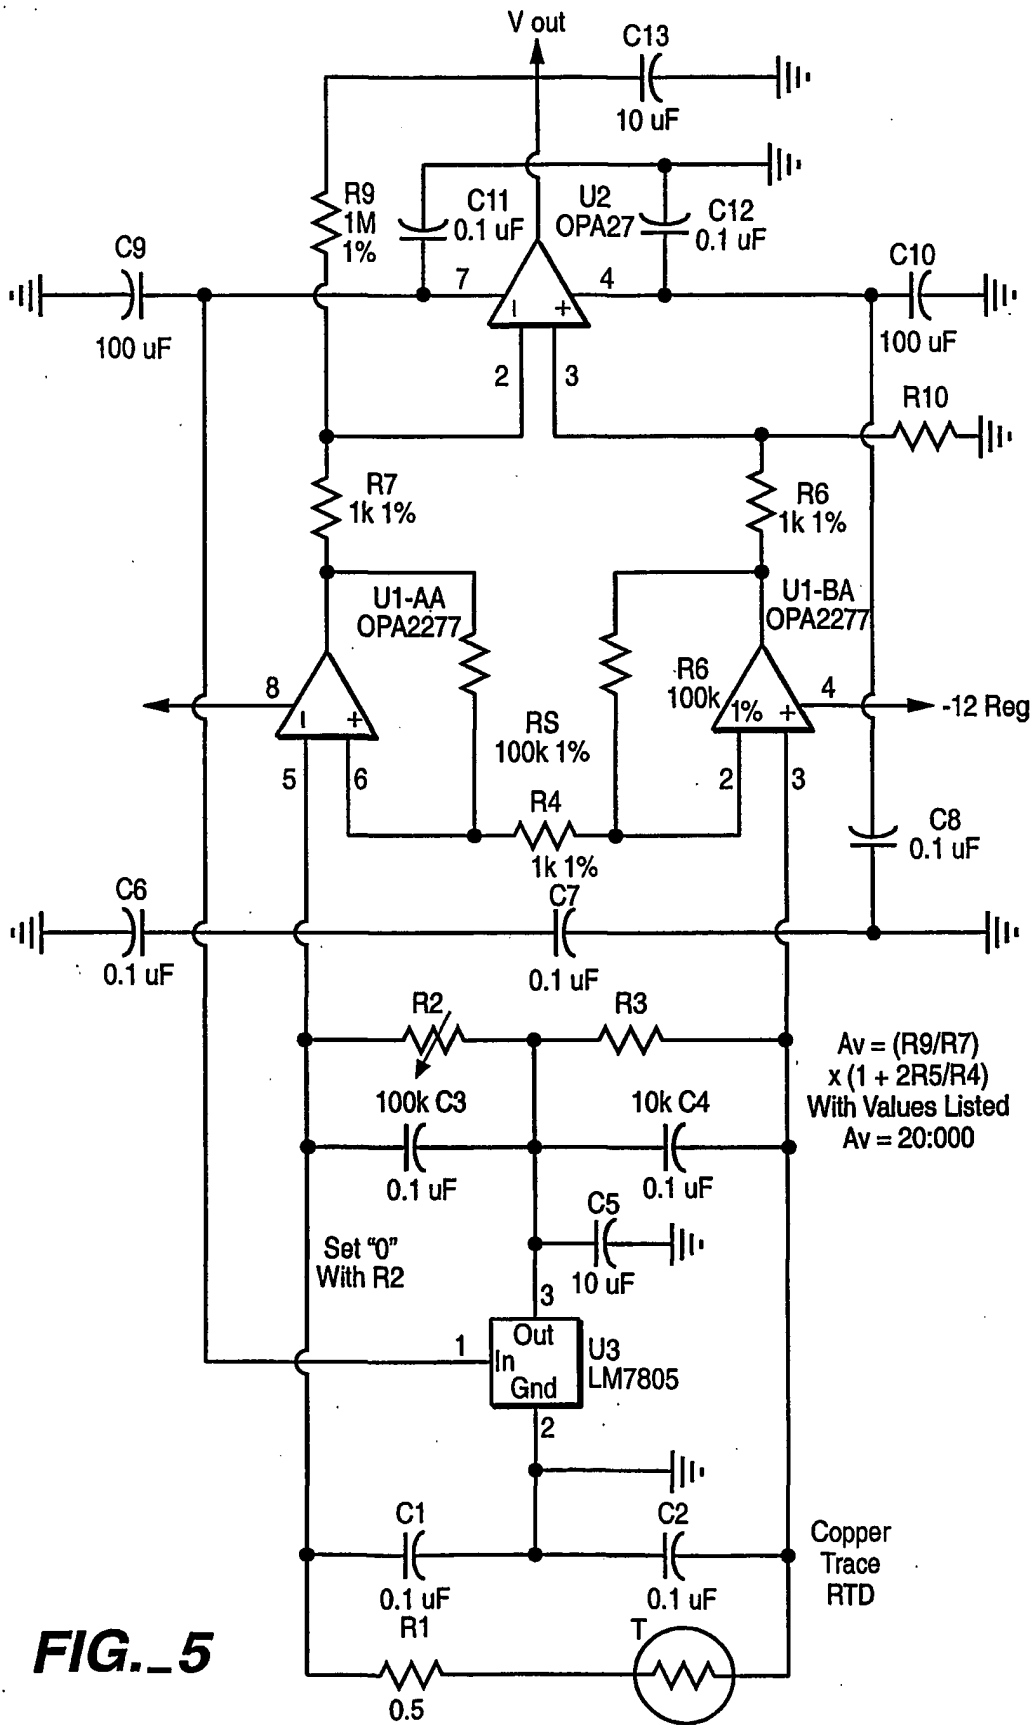 V out
C13
10 uF
R9
1M
1%
C11
0.1 uF
U2
OPA27
C12
0.1 uF
C9
100 uF
7
4
C10
100 uF
2
3
R10
R7
1k 1%
R6
1k 1%
U1-AA
OPA2277
U1-BA
OPA2277
8
R6
100k
1%
4
-12 Reg
RS
100k 1%
5
6
2
3
R4
1k 1%
C8
0.1 uF
C6
0.1 uF
C7
0.1 uF
R2
R3
100k C3
0.1 uF
10k C4
0.1 uF
Av = (R9/R7)
x (1 + 2R5/R4)
With Values Listed
Av = 20:000
C5
10 uF
Set "0"
With R2
3
1
Out
In
Gnd
U3
LM7805
2
C1
0.1 uF
C2
0.1 uF
Copper
Trace
RTD
R1
0.5
T
FIG._5